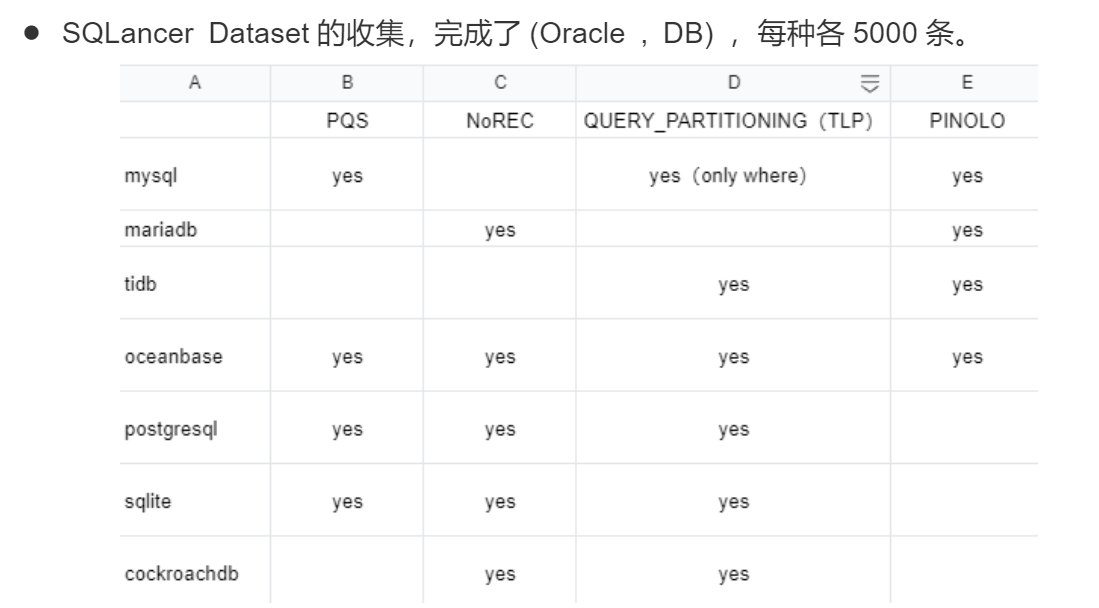 ● SQLancer Dataset 的收集，完成了 (Oracle ，DB) ，每种各 5000 条。
A B C D E
PQS NoREC QUERY_PARTITIONING（TLP） PINOLO
mysql yes yes（only where） yes
mariadb yes yes
tidb yes yes
oceanbase yes yes yes yes
postgresql yes yes yes
sqlite yes yes yes
cockroachdb yes yes